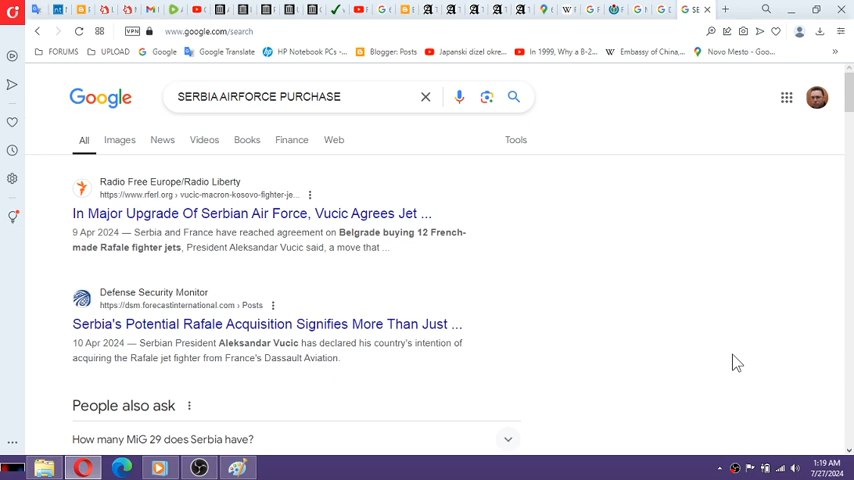 VPN www.google.com/search
FORUMS UPLOAD Google Google Translate HP Notebook PCs -... Blogger: Posts Japanski dizel okre... In 1999, Why a B-2... Embassy of China,... Novo Mesto - Goo...
Google SERBIA AIRFORCE PURCHASE
All Images News Videos Books Finance Web Tools
Radio Free Europe/Radio Liberty
https://www.rferl.org › vucic-macron-kosovo-fighter-je...
In Major Upgrade Of Serbian Air Force, Vucic Agrees Jet ...
9 Apr 2024 — Serbia and France have reached agreement on Belgrade buying 12 French-
made Rafale fighter jets, President Aleksandar Vucic said, a move that ...
Defense Security Monitor
https://dsm.forecastinternational.com › Posts
Serbia's Potential Rafale Acquisition Signifies More Than Just ...
10 Apr 2024 — Serbian President Aleksandar Vucic has declared his country's intention of
acquiring the Rafale jet fighter from France's Dassault Aviation.
People also ask
How many MiG 29 does Serbia have?
1:19 AM
7/27/2024